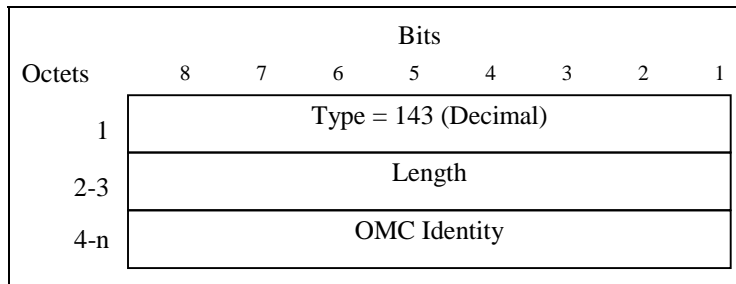 Bits
Octets 8 7 6 5 4 3 2 1
1 Type = 143 (Decimal)
2-3 Length
4-n OMC Identity